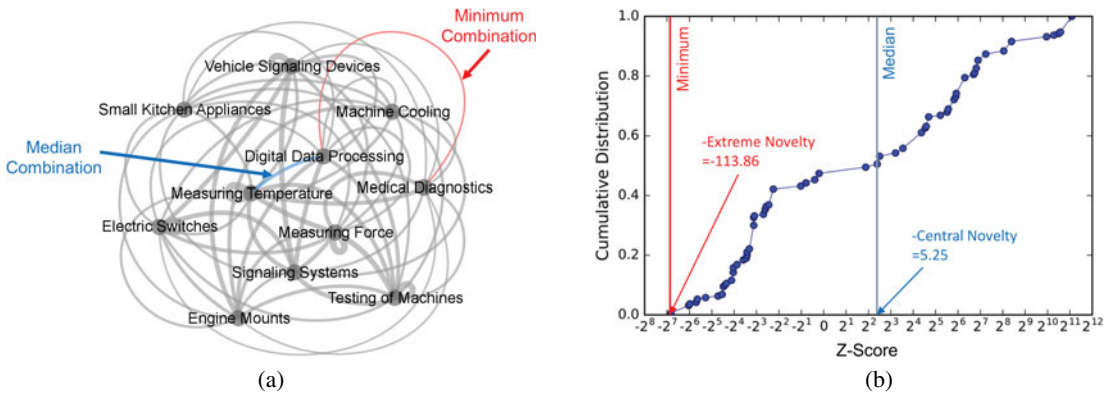 Minimum
Combination
Vehicle Signaling Devices
Small Kitchen Appliances
Machine Cooling
Median
Combination
Digital Data Processing
Measuring Temperature
Medical Diagnostics
Electric Switches
Measuring Force
Signaling Systems
Testing of Machines
Engine Mounts
(a)
Cumulative Distribution
1.0
0.8
0.6
0.4
0.2
0.0
Minimum
Median
-Extreme Novelty
=-113.86
-Central Novelty
=5.25
-2^8 -2^7 -2^6 -2^5 -2^4 -2^3 -2^2 -2^1 0 2^1 2^2 2^3 2^4 2^5 2^6 2^7 2^8 2^9 2^10 2^11 2^12
Z-Score
(b)